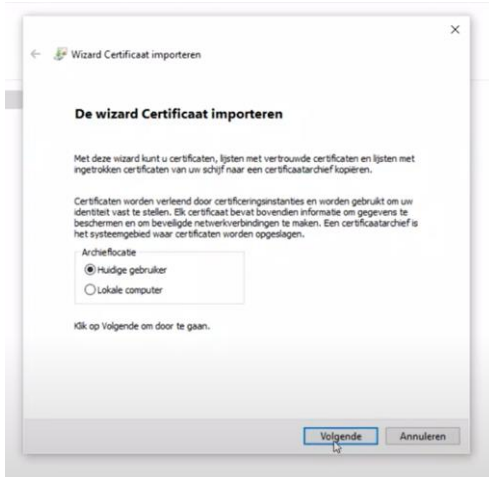 Wizard Certificaat importeren
De wizard Certificaat importeren
Met deze wizard kunt u certificaten, lijsten met vertrouwde certificaten en lijsten met
ingetrokken certificaten van uw schijf naar een certificaatarchief kopiëren.
Certificaten worden verleend door certificeringsinstanties en worden gebruikt om uw
identiteit vast te stellen. Elk certificaat bevat bovendien informatie om gegevens te
beschermen en om beveiligde netwerkverbindingen te maken. Een certificaatarchief is
het systeemgebied waar certificaten worden opgeslagen.
Archieflocatie
Huidige gebruiker
Lokale computer
Klik op Volgende om door te gaan.
Volgende Annuleren